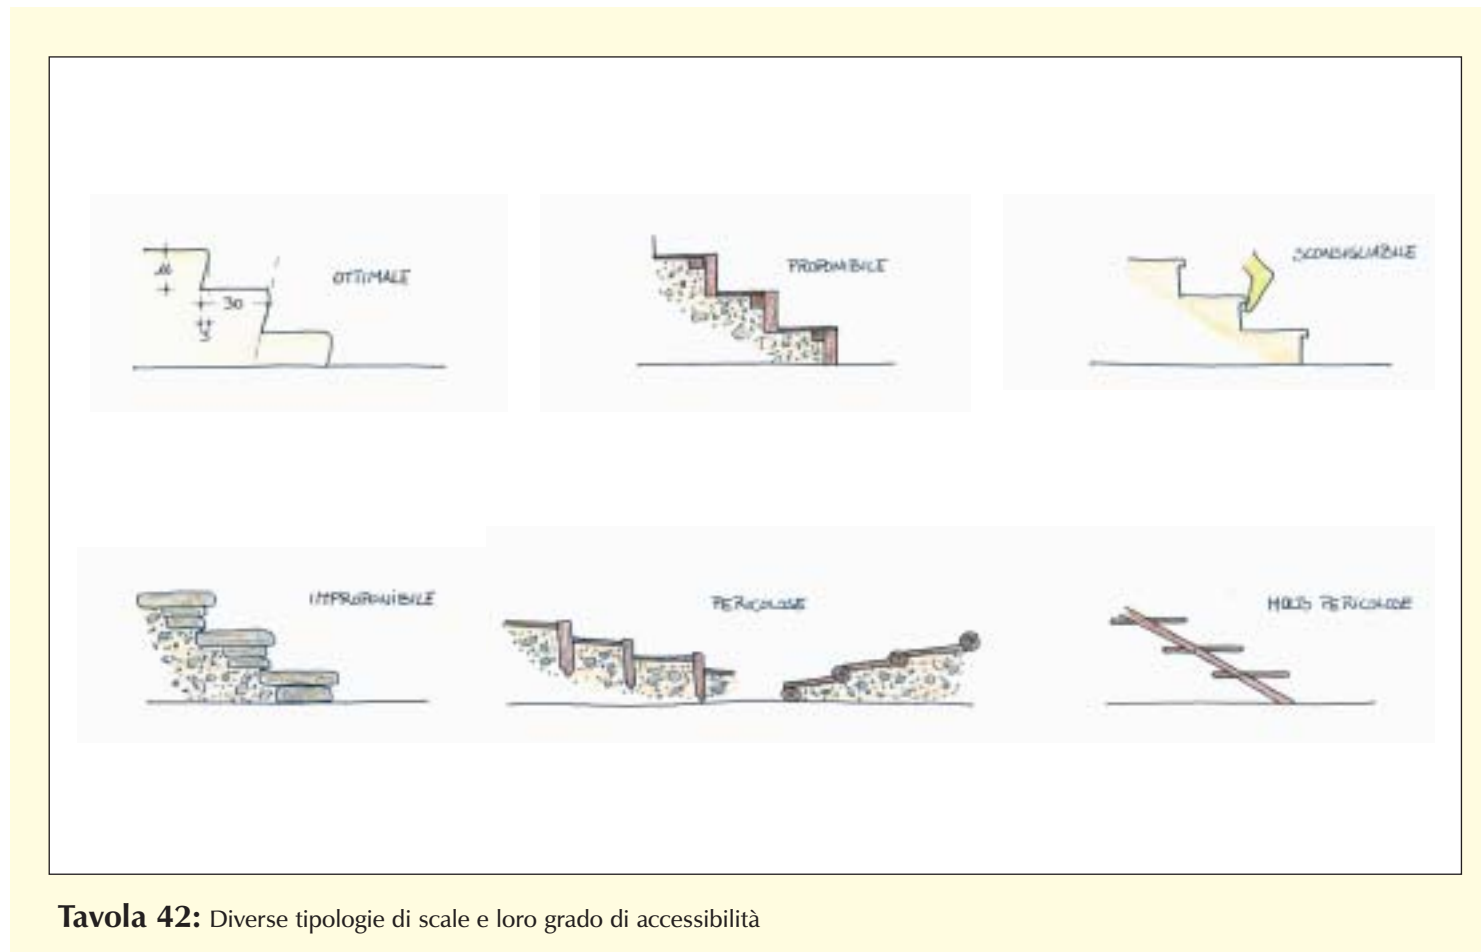 OTTIMALE
30
PROPONIBILE
SCONSIGLIABILE
IMPROPONIBILE
PERICOLOSE
MOLTO PERICOLOSE
Tavola 42: Diverse tipologie di scale e loro grado di accessibilità